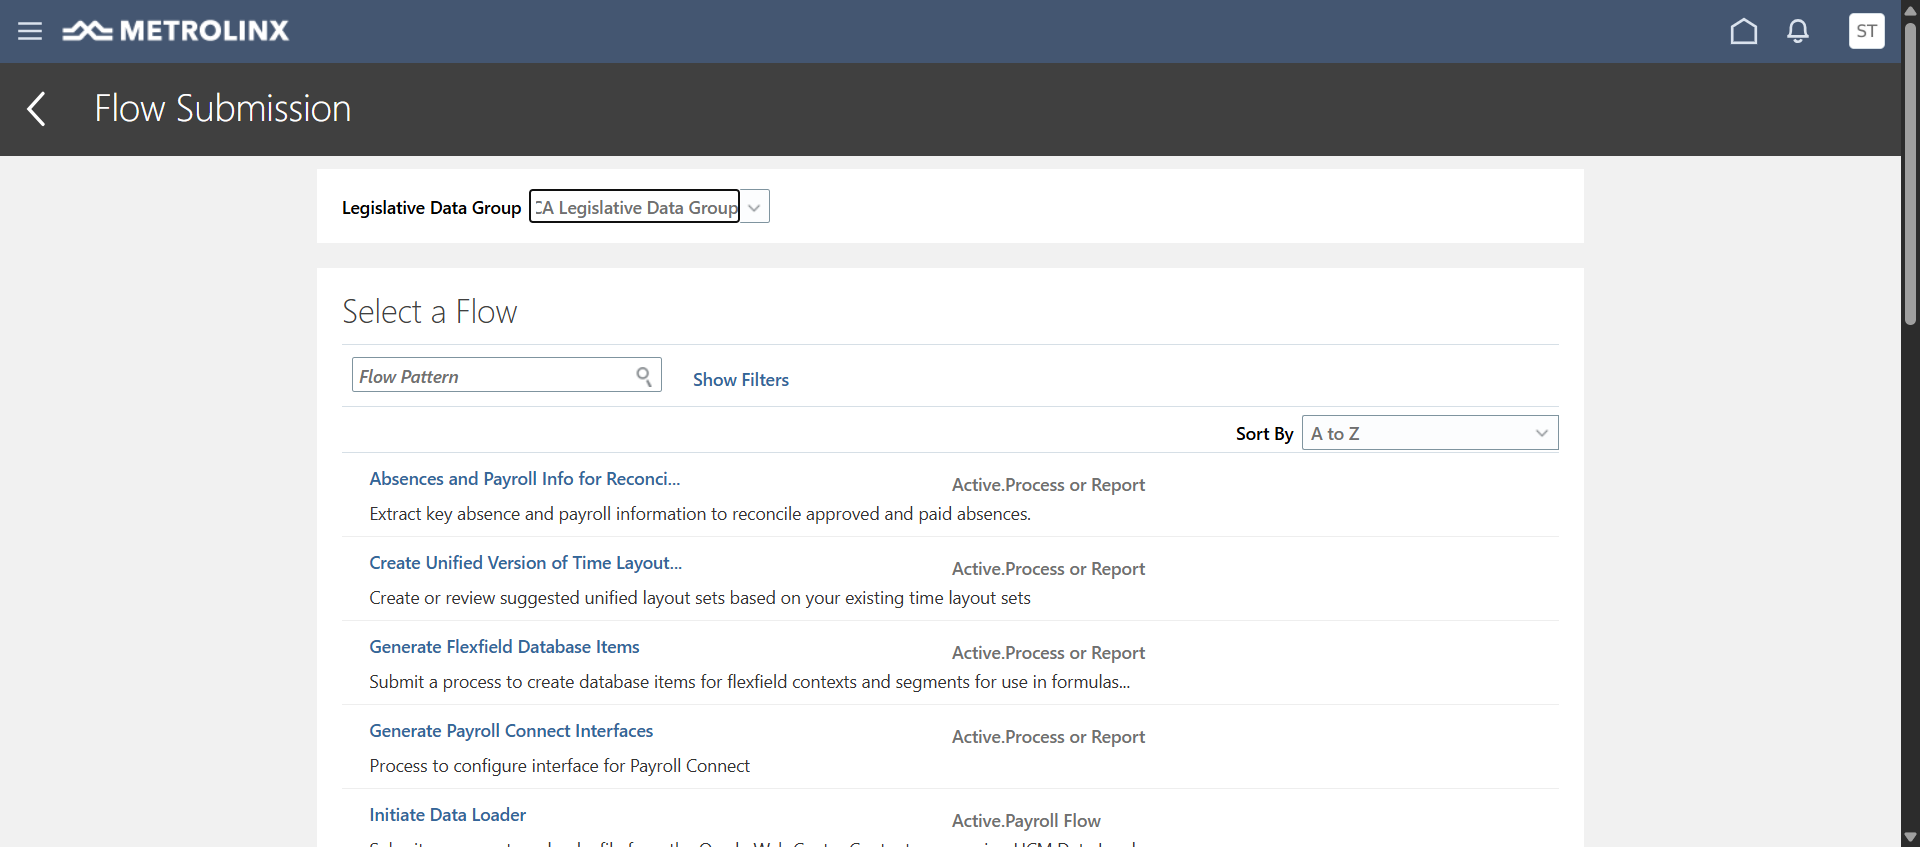 METROLINX
ST
Flow Submission
Legislative Data Group CA Legislative Data Group
Select a Flow
Flow Pattern Show Filters
Sort By A to Z
Absences and Payroll Info for Reconci... Active.Process or Report
Extract key absence and payroll information to reconcile approved and paid absences.
Create Unified Version of Time Layout... Active.Process or Report
Create or review suggested unified layout sets based on your existing time layout sets
Generate Flexfield Database Items Active.Process or Report
Submit a process to create database items for flexfield contexts and segments for use in formulas...
Generate Payroll Connect Interfaces Active.Process or Report
Process to configure interface for Payroll Connect
Initiate Data Loader Active.Payroll Flow